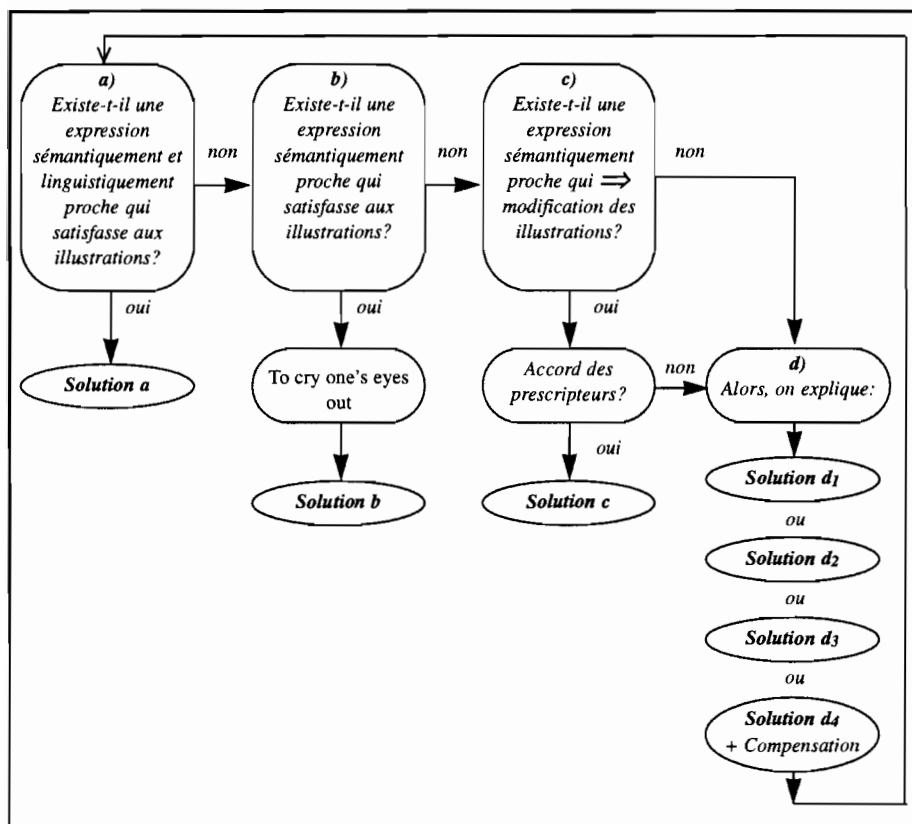 a)
Existe-t-il une
expression
sémantiquement et
linguistiquement
proche qui
satisfasse aux
illustrations?
non
b)
Existe-t-il une
expression
sémantiquement
proche qui
satisfasse aux
illustrations?
non
c)
Existe-t-il une
expression
sémantiquement
proche qui ⇒
modification des
illustrations?
non
oui
oui
oui
Solution a
To cry one's eyes
out
Accord des
prescripteurs?
non
d)
Alors, on explique:
oui
Solution b
Solution c
Solution d1
ou
Solution d2
ou
Solution d3
ou
Solution d4
+ Compensation